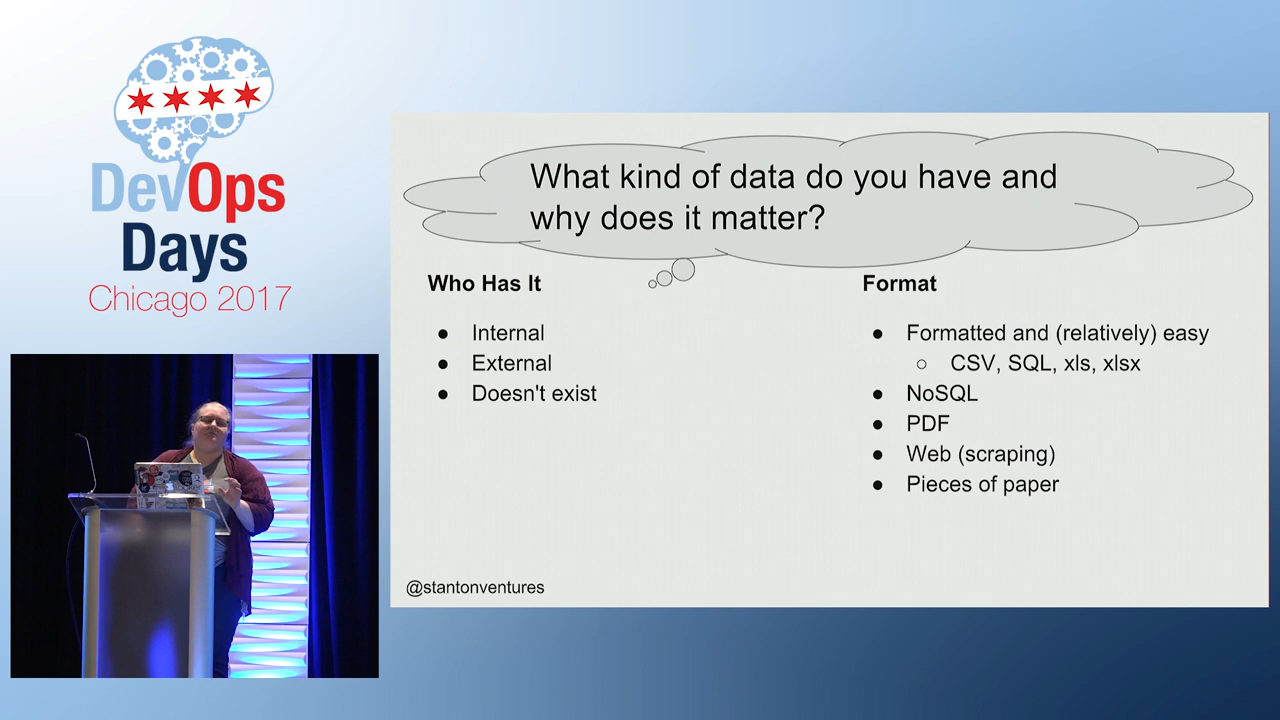 DevOps
Days
Chicago 2017
What kind of data do you have and
why does it matter?
Who Has It
● Internal
● External
● Doesn't exist
Format
● Formatted and (relatively) easy
○ CSV, SQL, xls, xlsx
● NoSQL
● PDF
● Web (scraping)
● Pieces of paper
@stantonventures